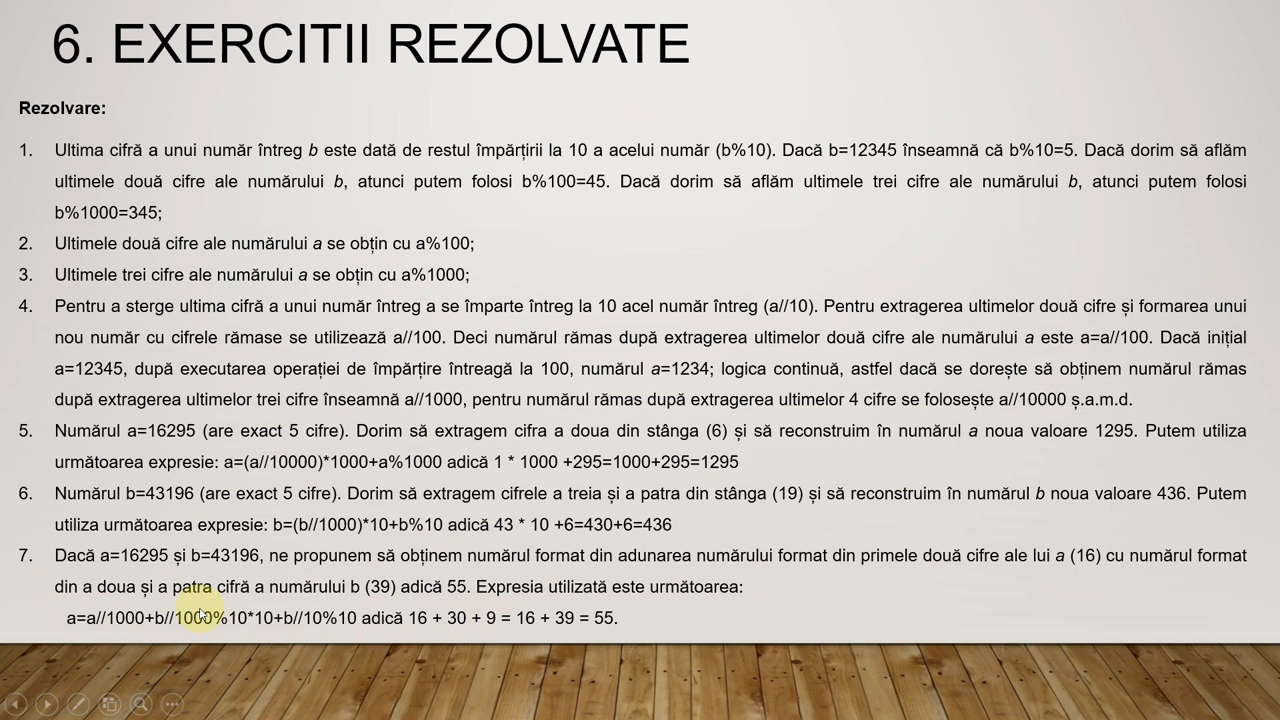 6. EXERCITII REZOLVATE
Rezolvare:
1. Ultima cifră a unui număr întreg b este dată de restul împărțirii la 10 a acelui număr (b%10). Dacă b=12345 înseamnă că b%10=5. Dacă dorim să aflăm
ultimele două cifre ale numărului b, atunci putem folosi b%100=45. Dacă dorim să aflăm ultimele trei cifre ale numărului b, atunci putem folosi
b%1000=345;
2. Ultimele două cifre ale numărului a se obțin cu a%100;
3. Ultimele trei cifre ale numărului a se obțin cu a%1000;
4. Pentru a sterge ultima cifră a unui număr întreg a se împarte întreg la 10 acel număr întreg (a//10). Pentru extragerea ultimelor două cifre și formarea unui
nou număr cu cifrele rămase se utilizează a//100. Deci numărul rămas după extragerea ultimelor două cifre ale numărului a este a=a//100. Dacă inițial
a=12345, după executarea operației de împărțire întreagă la 100, numărul a=1234; logica continuă, astfel dacă se dorește să obținem numărul rămas
după extragerea ultimelor trei cifre înseamnă a//1000, pentru numărul rămas după extragerea ultimelor 4 cifre se folosește a//10000 ș.a.m.d.
5. Numărul a=16295 (are exact 5 cifre). Dorim să extragem cifra a doua din stânga (6) și să reconstruim în numărul a noua valoare 1295. Putem utiliza
următoarea expresie: a=(a//10000)*1000+a%1000 adică 1 * 1000 +295=1000+295=1295
6. Numărul b=43196 (are exact 5 cifre). Dorim să extragem cifrele a treia și a patra din stânga (19) și să reconstruim în numărul b noua valoare 436. Putem
utiliza următoarea expresie: b=(b//1000)*10+b%10 adică 43 * 10 +6=430+6=436
7. Dacă a=16295 și b=43196, ne propunem să obținem numărul format din adunarea numărului format din primele două cifre ale lui a (16) cu numărul format
din a doua și a patra cifră a numărului b (39) adică 55. Expresia utilizată este următoarea:
a=a//1000+b//1000%10*10+b//10%10 adică 16 + 30 + 9 = 16 + 39 = 55.